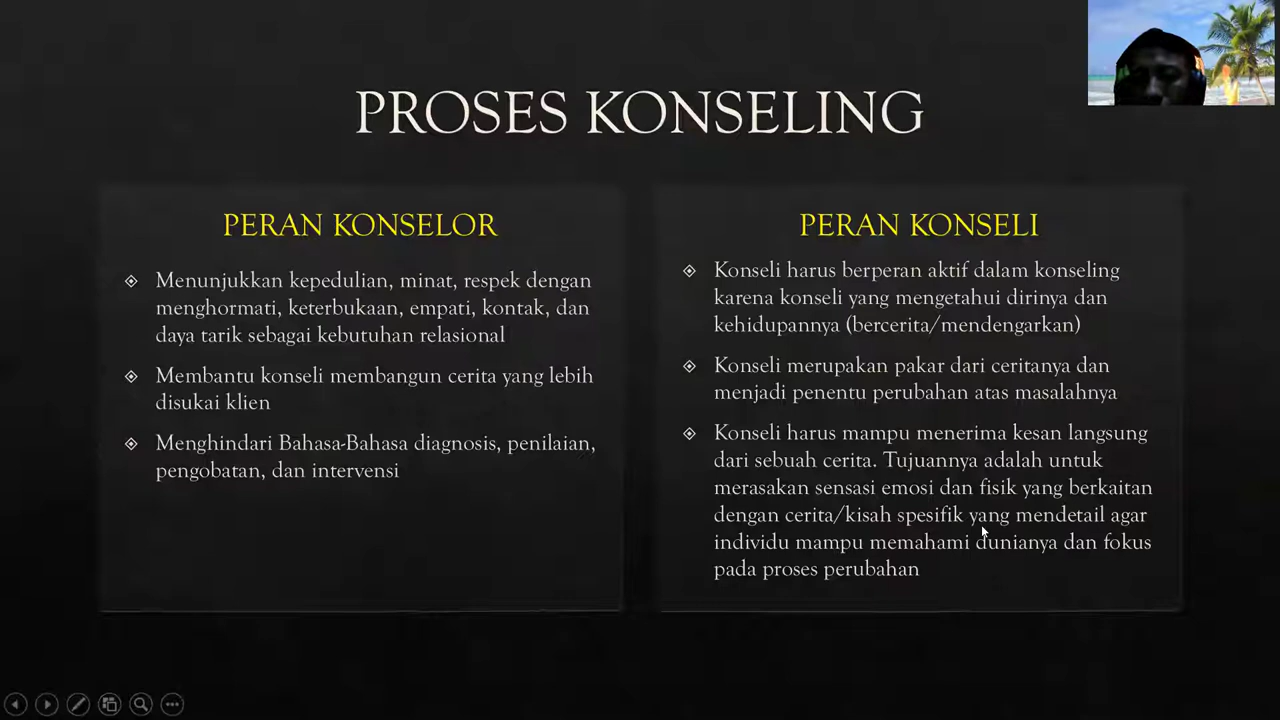 PROSES KONSELING
PERAN KONSELOR
Menunjukkan kepedulian, minat, respek dengan
menghormati, keterbukaan, empati, kontak, dan
daya tarik sebagai kebutuhan relasional
Membantu konseli membangun cerita yang lebih
disukai klien
Menghindari Bahasa-Bahasa diagnosis, penilaian,
pengobatan, dan intervensi
PERAN KONSELI
Konseli harus berperan aktif dalam konseling
karena konseli yang mengetahui dirinya dan
kehidupannya (bercerita/mendengarkan)
Konseli merupakan pakar dari ceritanya dan
menjadi penentu perubahan atas masalahnya
Konseli harus mampu menerima kesan langsung
dari sebuah cerita. Tujuannya adalah untuk
merasakan sensasi emosi dan fisik yang berkaitan
dengan cerita/kisah spesifik yang mendetail agar
individu mampu memahami dunianya dan fokus
pada proses perubahan